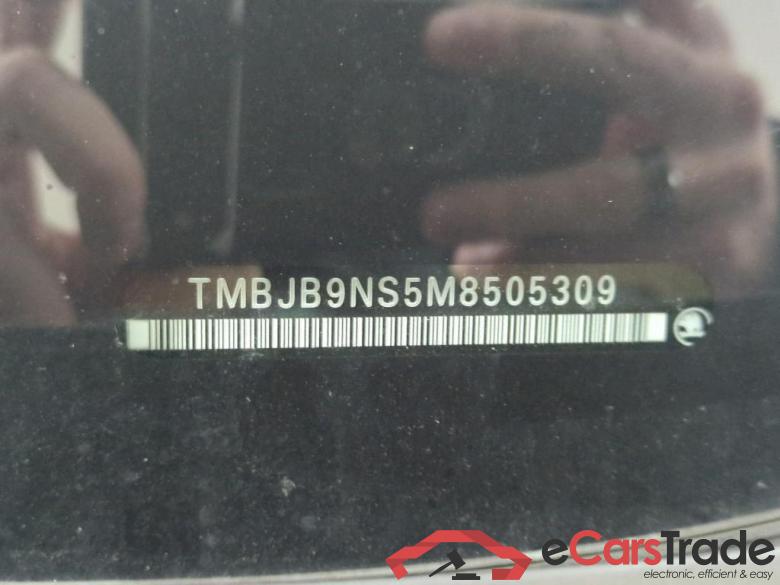 TMBJB9NS5M8505309
eCarsTrade
electronic, efficient & easy